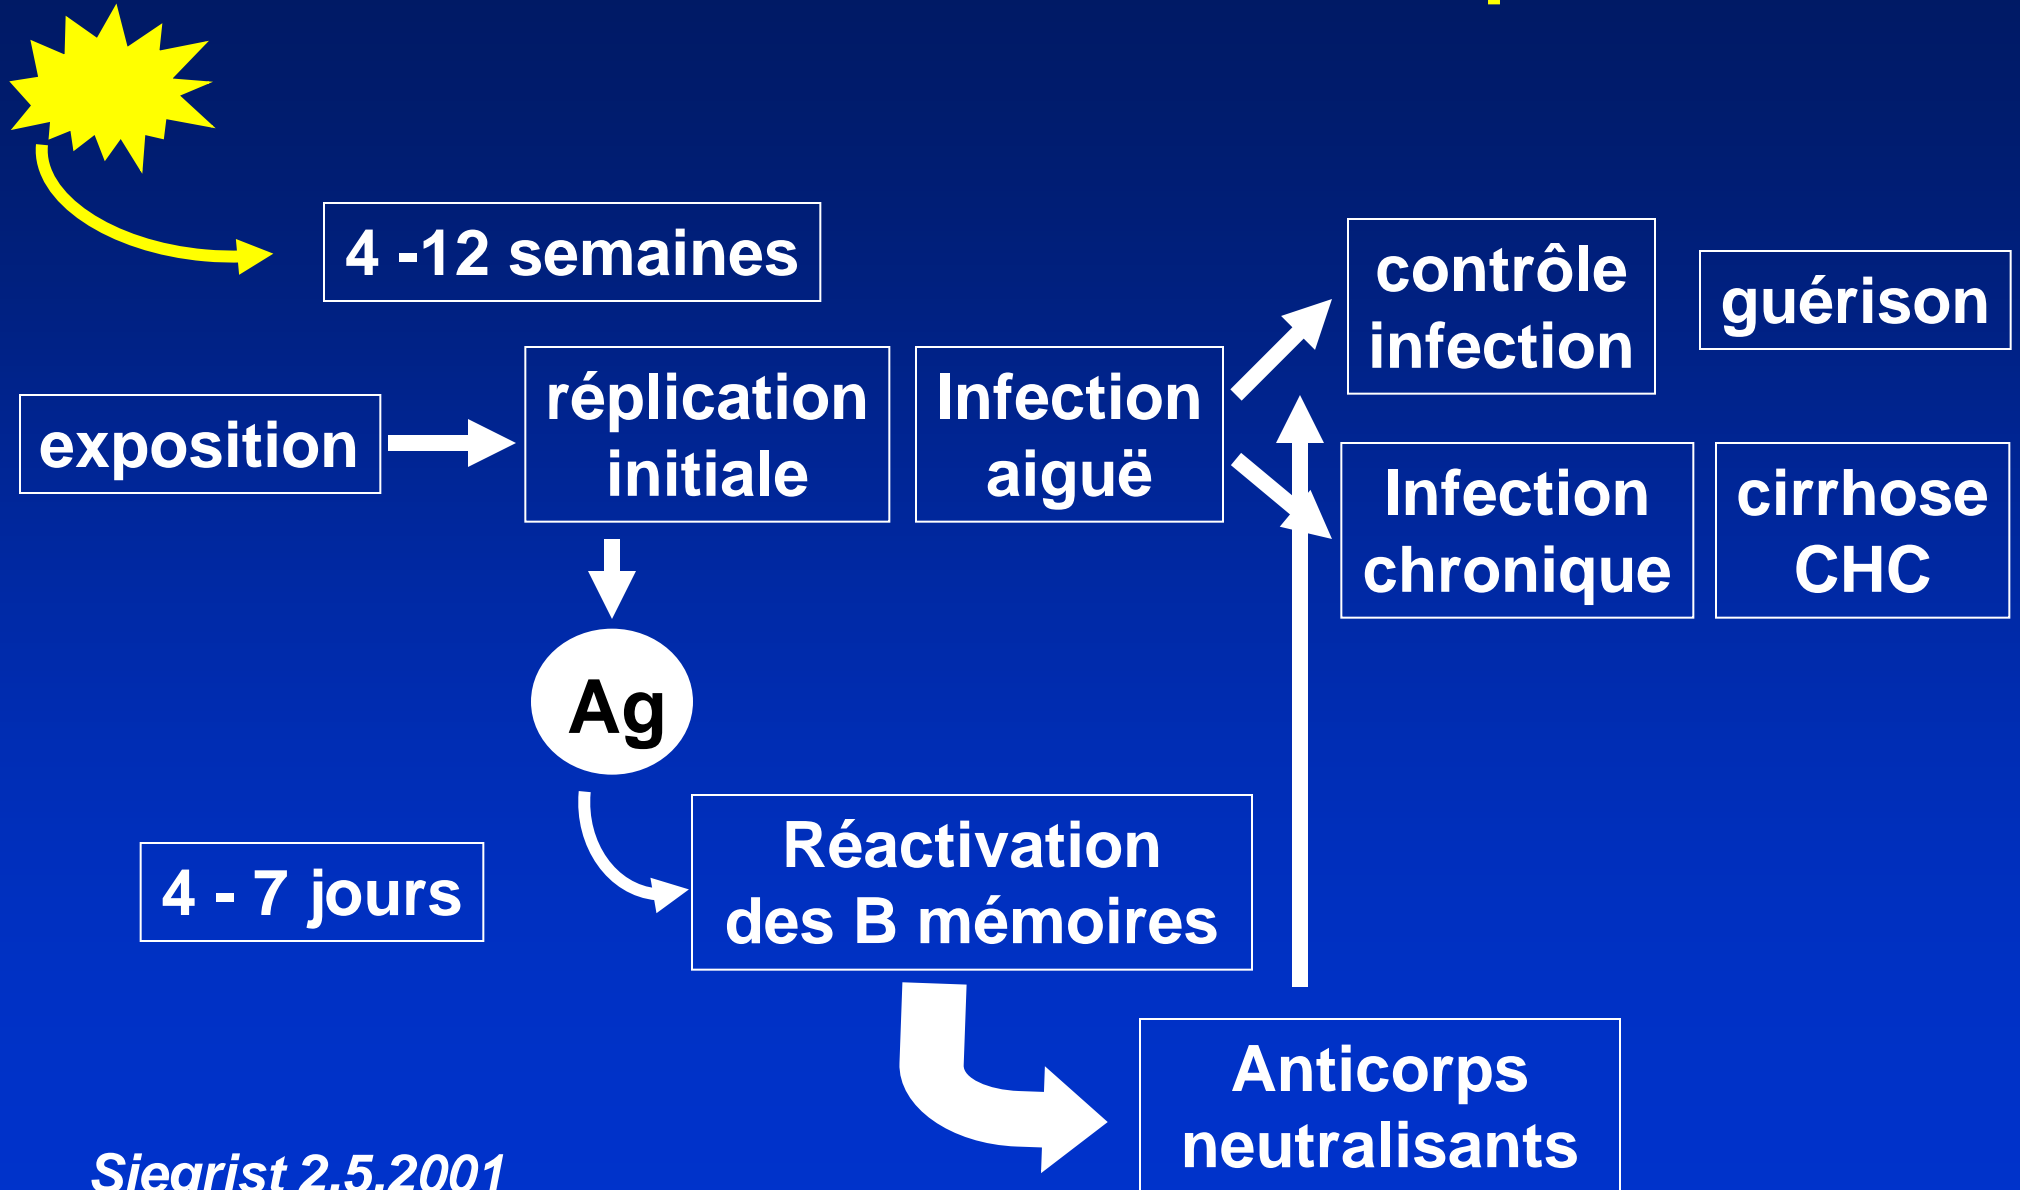 4 -12 semaines
contrôle
infection
guérison
exposition
réplication
initiale
Infection
aiguë
Infection
chronique
cirrhose
CHC
Ag
4 - 7 jours
Réactivation
des B mémoires
Anticorps
neutralisants
Siegrist 2.5.2001